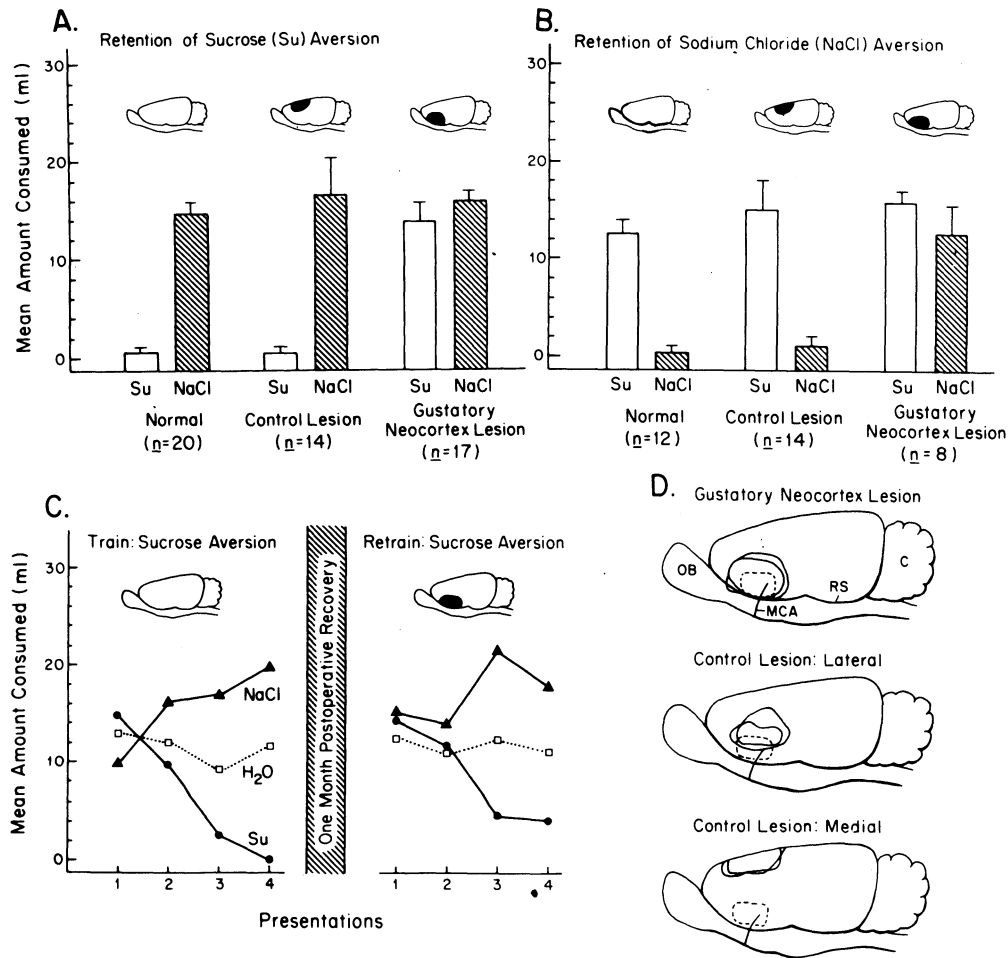 A.
Retention of Sucrose (Su) Aversion
Mean Amount Consumed (ml)
30
20
10
0
Su NaCl Su NaCl Su NaCl
Normal
(n=20)
Control Lesion
(n=14)
Gustatory
Neocortex Lesion
(n=17)
B.
Retention of Sodium Chloride (NaCl) Aversion
30
20
10
0
Su NaCl Su NaCl Su NaCl
Normal
(n=12)
Control Lesion
(n=14)
Gustatory
Neocortex Lesion
(n=8)
C.
Train: Sucrose Aversion
Mean Amount Consumed (ml)
30
20
10
0
NaCl
H2O
Su
1 2 3 4
One Month Postoperative Recovery
Retrain: Sucrose Aversion
1 2 3 4
Presentations
D.
Gustatory Neocortex Lesion
OB
C
RS
MCA
Control Lesion: Lateral
Control Lesion: Medial